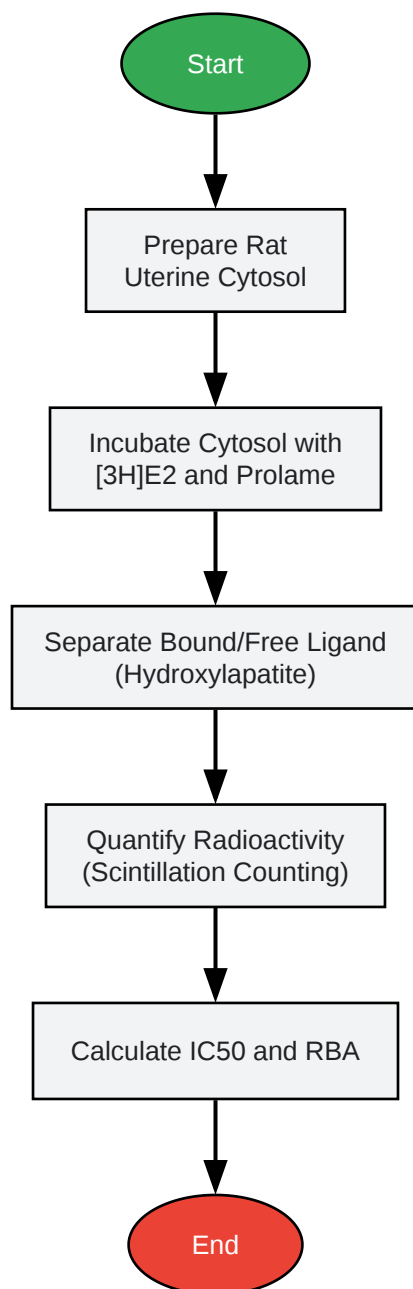 Start
Prepare Rat
Uterine Cytosol
Incubate Cytosol with
[3H]E2 and Prolame
Separate Bound/Free Ligand
(Hydroxylapatite)
Quantify Radioactivity
(Scintillation Counting)
Calculate IC50 and RBA
End